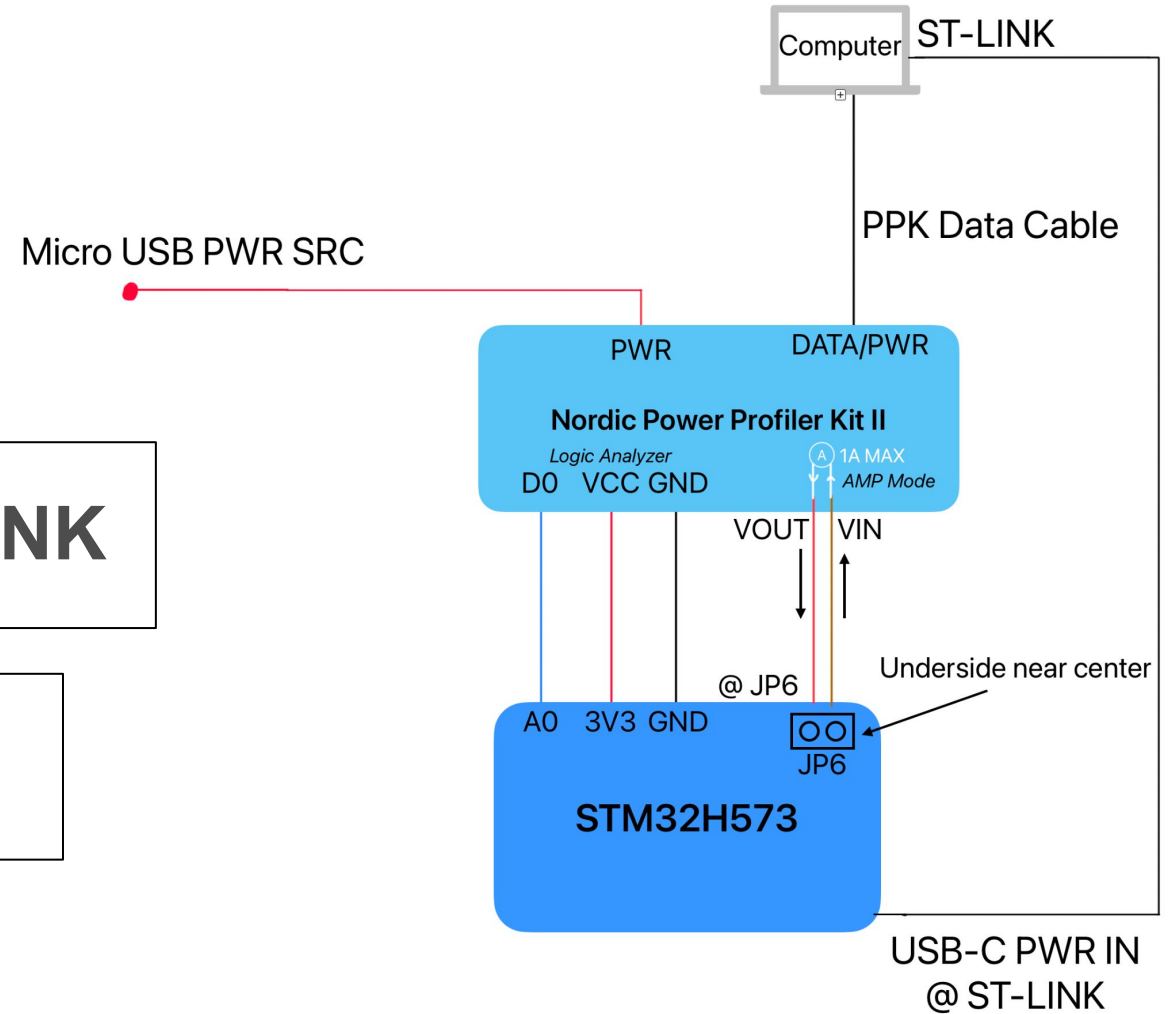 ST-LINK
Computer
PPK Data Cable
Micro USB PWR SRC
PWR
DATA/PWR
Nordic Power Profiler Kit II
Logic Analyzer
A
1A MAX
D0
VCC
GND
AMP Mode
NK
VOUT
VIN
Underside near center
@ JP6
A0
3V3
GND
JP6
STM32H573
USB-C PWR IN
@ ST-LINK